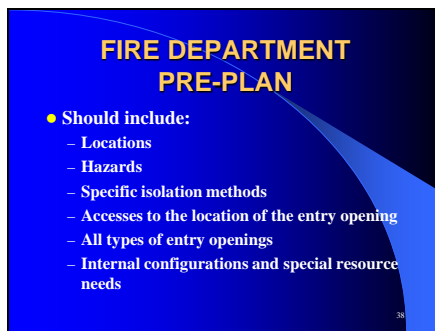 FIRE DEPARTMENT
PRE-PLAN
Should include:
– Locations
– Hazards
– Specific isolation methods
– Accesses to the location of the entry opening
– All types of entry openings
– Internal configurations and special resource
needs
38